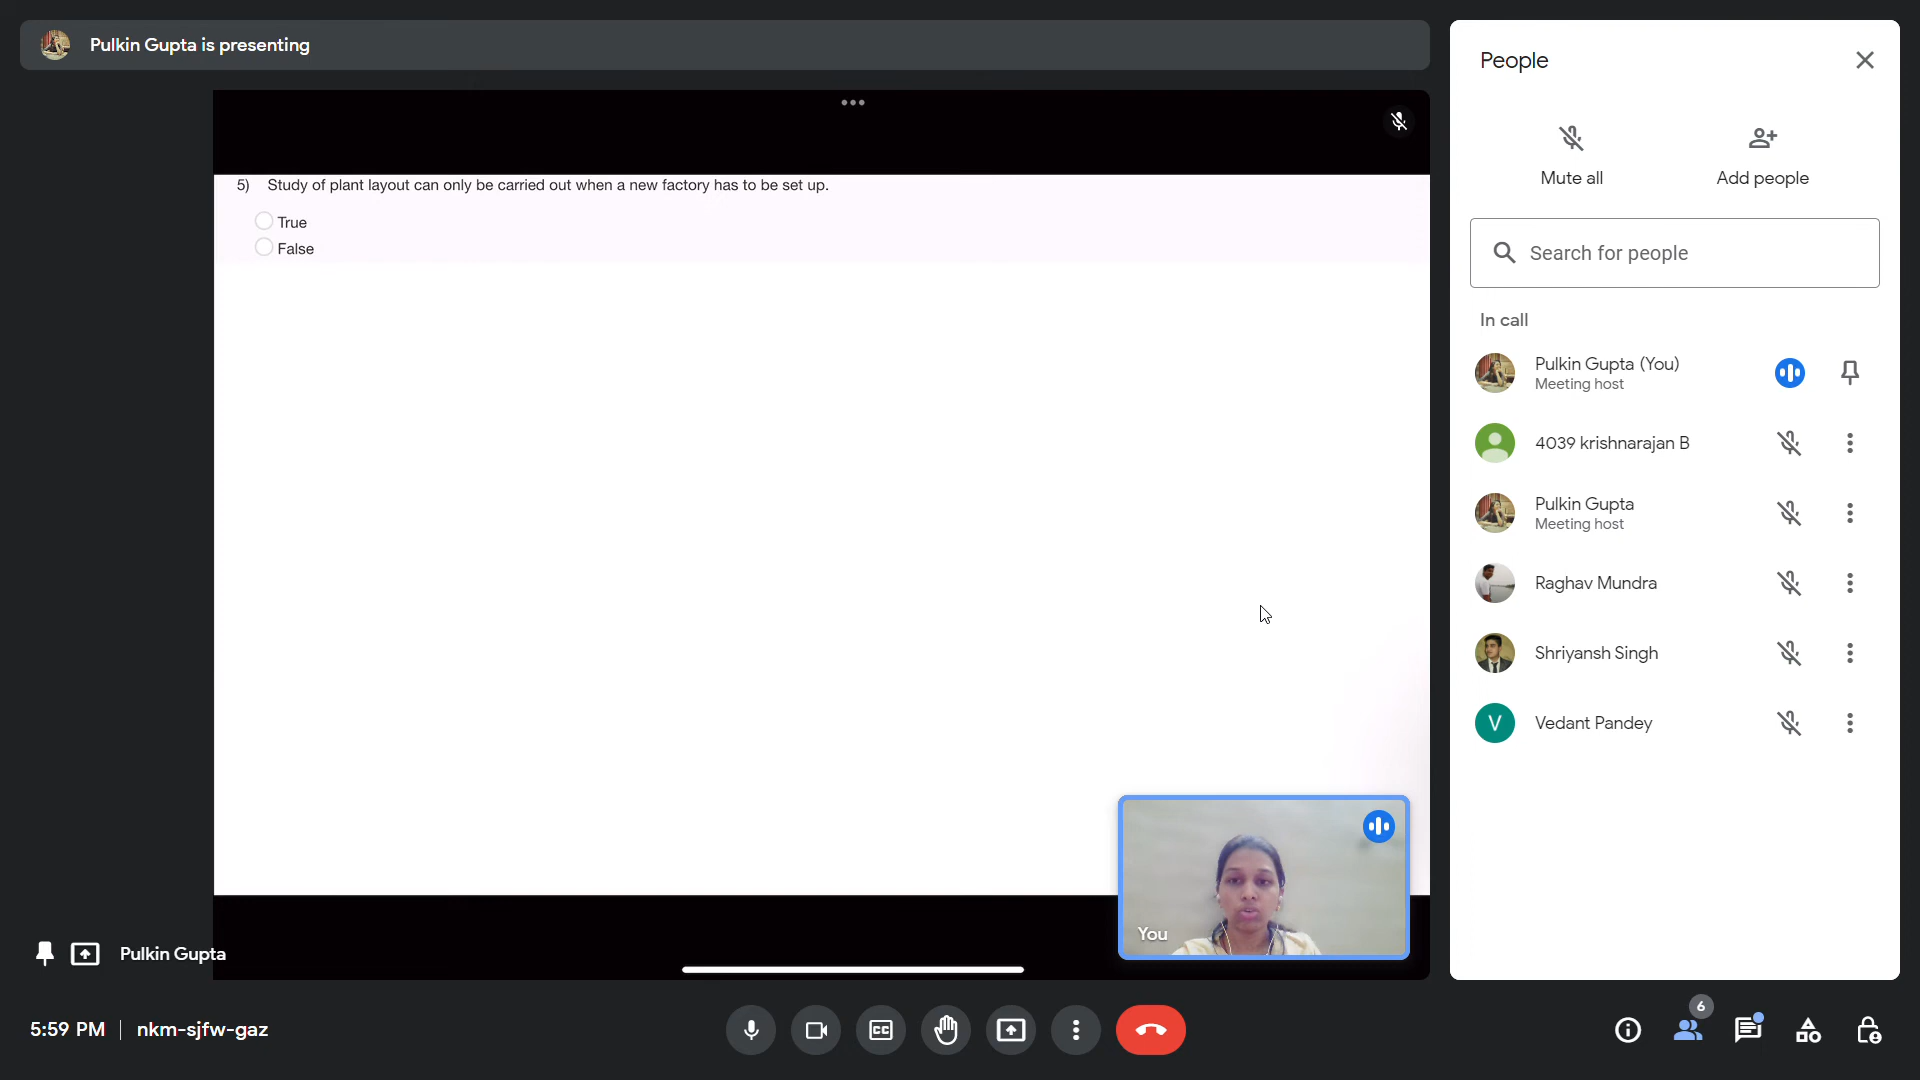 Pulkin Gupta is presenting
5) Study of plant layout can only be carried out when a new factory has to be set up.
True
False
You
Pulkin Gupta
5:59 PM | nkm-sjfw-gaz
CC
6
People
Mute all
Add people
Search for people
In call
Pulkin Gupta (You)
Meeting host
4039 krishnarajan B
Pulkin Gupta
Meeting host
Raghav Mundra
Shriyansh Singh
V
Vedant Pandey